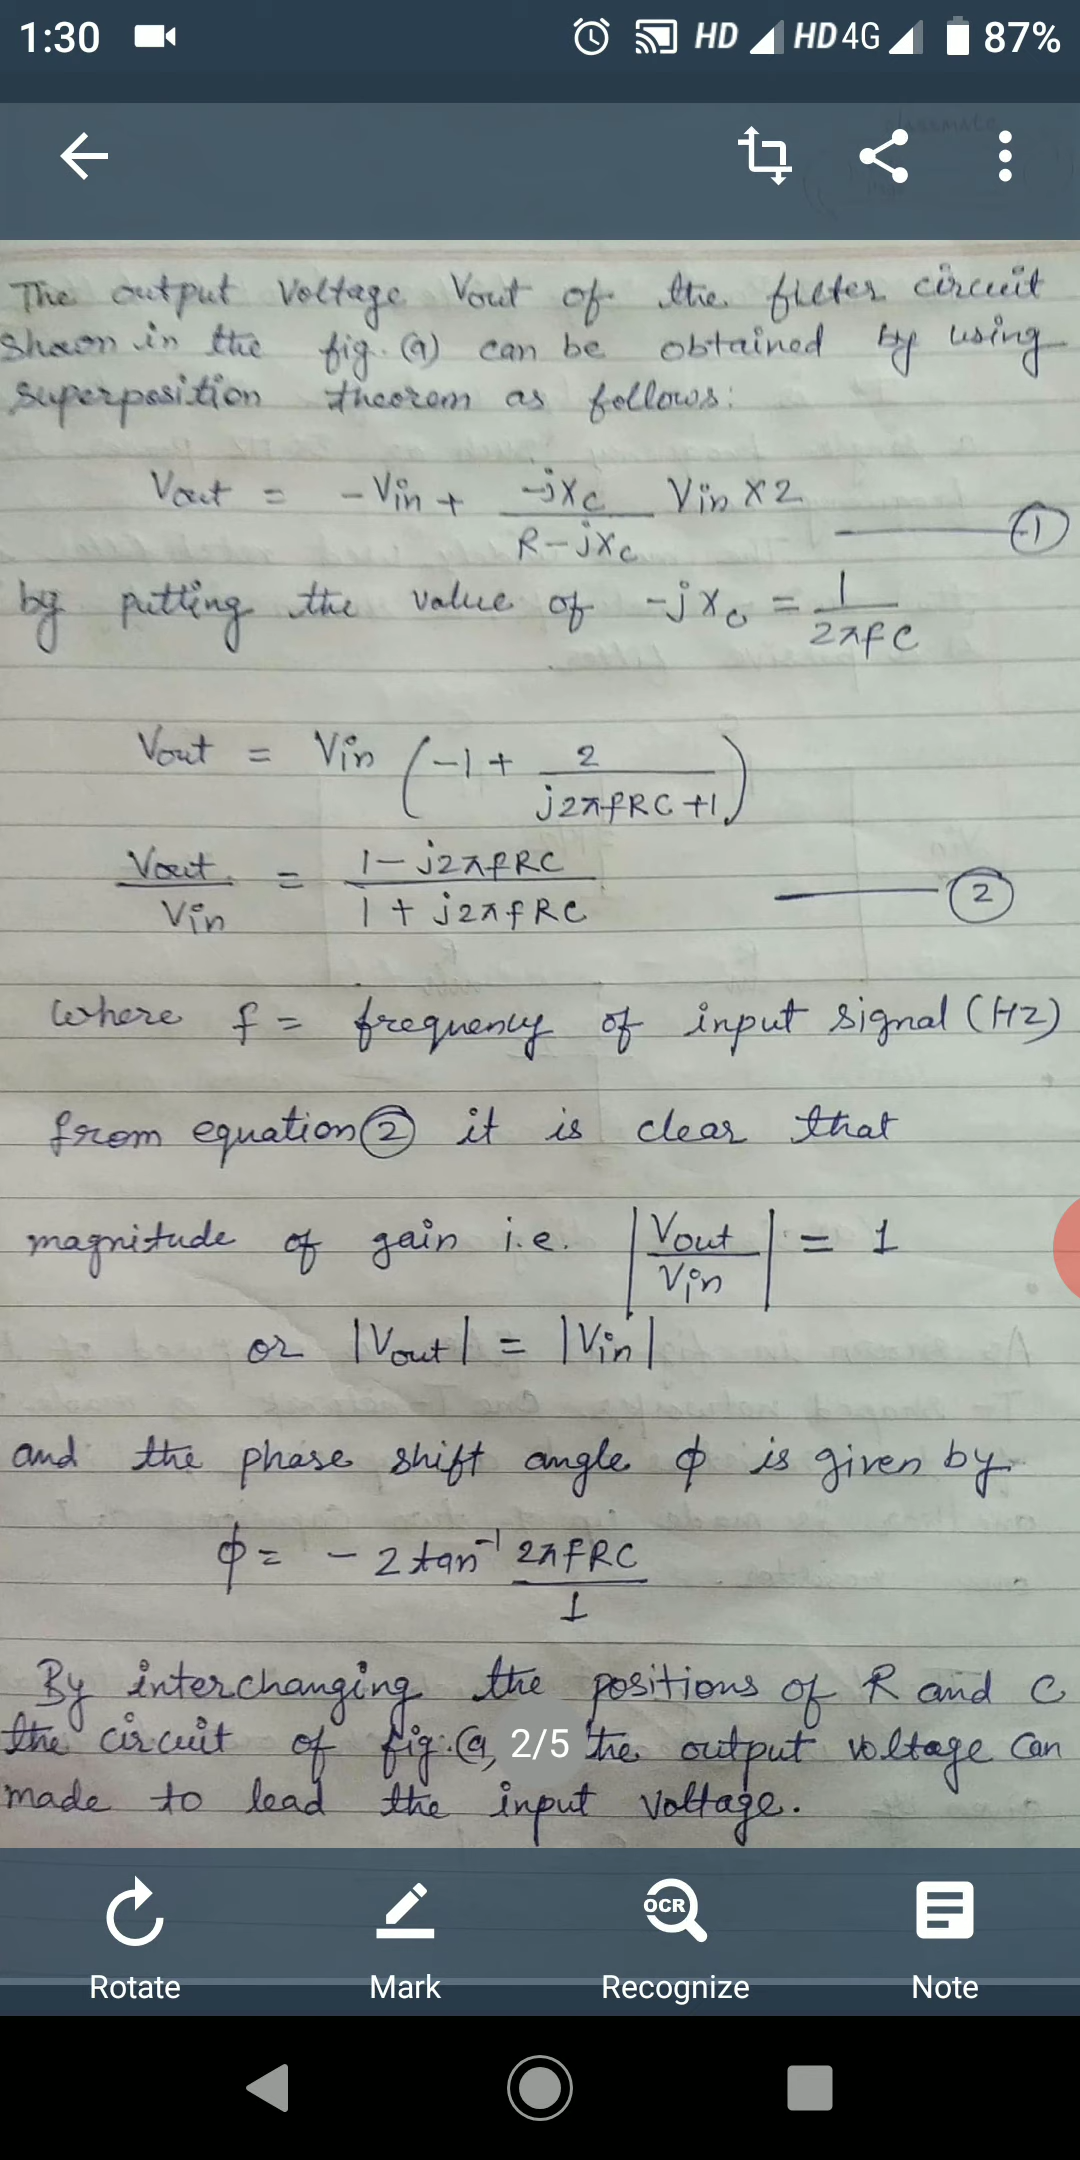 1:30 HD HD 4G 87%
The output voltage Vout of the filter circuit
shown in the fig. (a) can be obtained by using
superposition theorem as follows:
Vout = -Vin + -jXc / R-jXc Vin X 2 ——— ①
by putting the value of -jXc = 1 / 2πfC
Vout = Vin (-1 + 2 / j2πfRC +1)
Vout / Vin = 1 - j2πfRC / 1 + j2πfRC ——— ②
where f = frequency of input signal (Hz)
from equation ② it is clear that
magnitude of gain i.e. |Vout / Vin| = 1
or |Vout| = |Vin|
and the phase shift angle φ is given by
φ = - 2 tan⁻¹ 2πfRC / 1
By interchanging the positions of R and C
the circuit of fig. (a, 2/5 the output voltage can
made to lead the input voltage.
Rotate Mark OCR Recognize Note